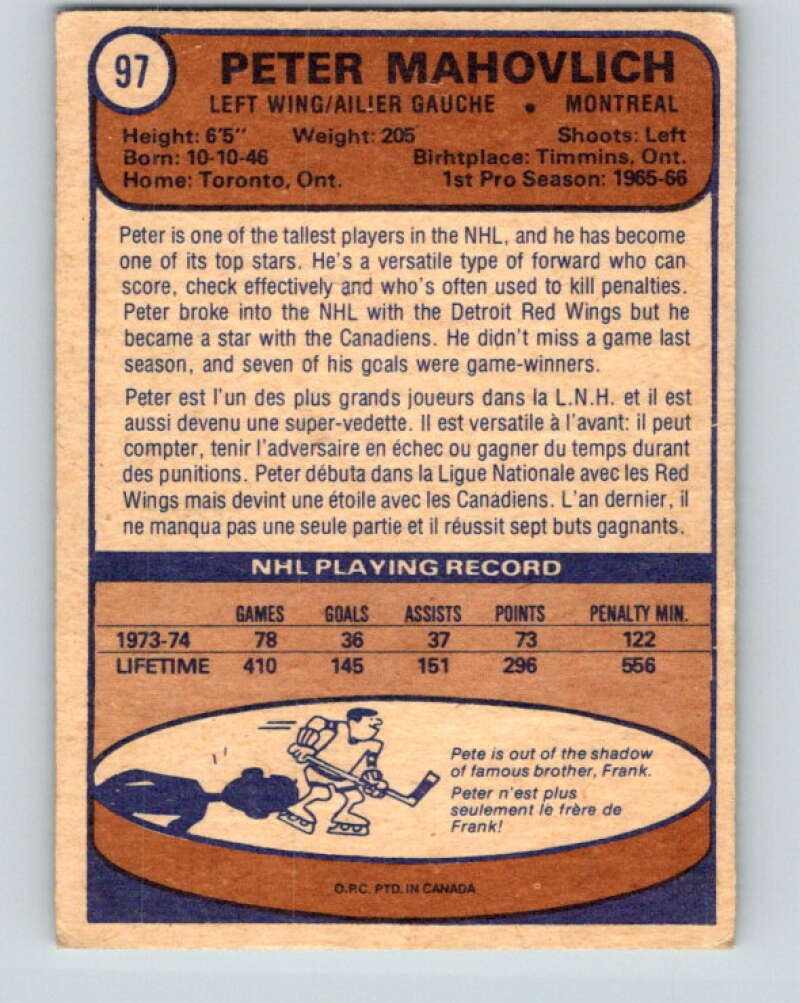 97
PETER MAHOVLICH
LEFT WING/AILIER GAUCHE • MONTREAL
Height: 6'5" Weight: 205 Shoots: Left
Born: 10-10-46 Birhtplace: Timmins, Ont.
Home: Toronto, Ont. 1st Pro Season: 1965-66
Peter is one of the tallest players in the NHL, and he has become
one of its top stars. He's a versatile type of forward who can
score, check effectively and who's often used to kill penalties.
Peter broke into the NHL with the Detroit Red Wings but he
became a star with the Canadiens. He didn't miss a game last
season, and seven of his goals were game-winners.
Peter est l'un des plus grands joueurs dans la L.N.H. et il est
aussi devenu une super-vedette. Il est versatile à l'avant: il peut
compter, tenir l'adversaire en échec ou gagner du temps durant
des punitions. Peter débuta dans la Ligue Nationale avec les Red
Wings mais devint une étoile avec les Canadiens. L'an dernier, il
ne manqua pas une seule partie et il réussit sept buts gagnants.
NHL PLAYING RECORD
GAMES GOALS ASSISTS POINTS PENALTY MIN.
1973-74 78 36 37 73 122
LIFETIME 410 145 151 296 556
Pete is out of the shadow
of famous brother, Frank.
Peter n'est plus
seulement le frère de
Frank!
O.P.C. PTD. IN CANADA